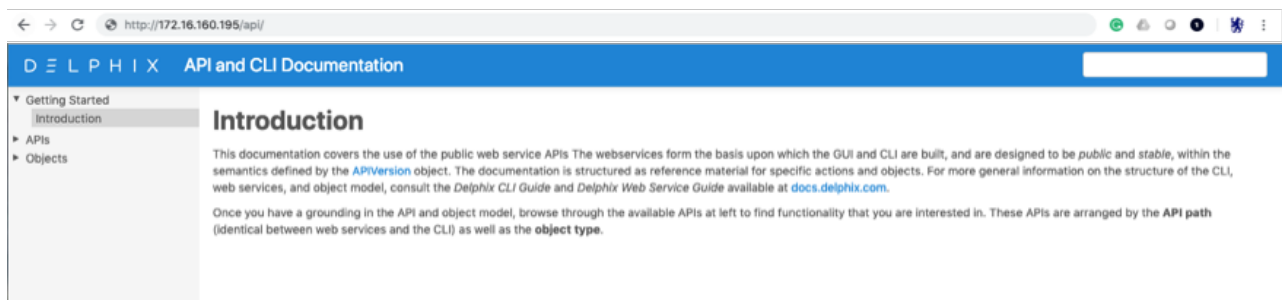 http://172.16.160.195/api/
DELPHIX API and CLI Documentation
Getting Started
Introduction
APIs
Objects
Introduction
This documentation covers the use of the public web service APIs The webservices form the basis upon which the GUI and CLI are built, and are designed to be public and stable, within the
semantics defined by the APIVersion object. The documentation is structured as reference material for specific actions and objects. For more general information on the structure of the CLI,
web services, and object model, consult the Delphix CLI Guide and Delphix Web Service Guide available at docs.delphix.com.
Once you have a grounding in the API and object model, browse through the available APIs at left to find functionality that you are interested in. These APIs are arranged by the API path
(identical between web services and the CLI) as well as the object type.